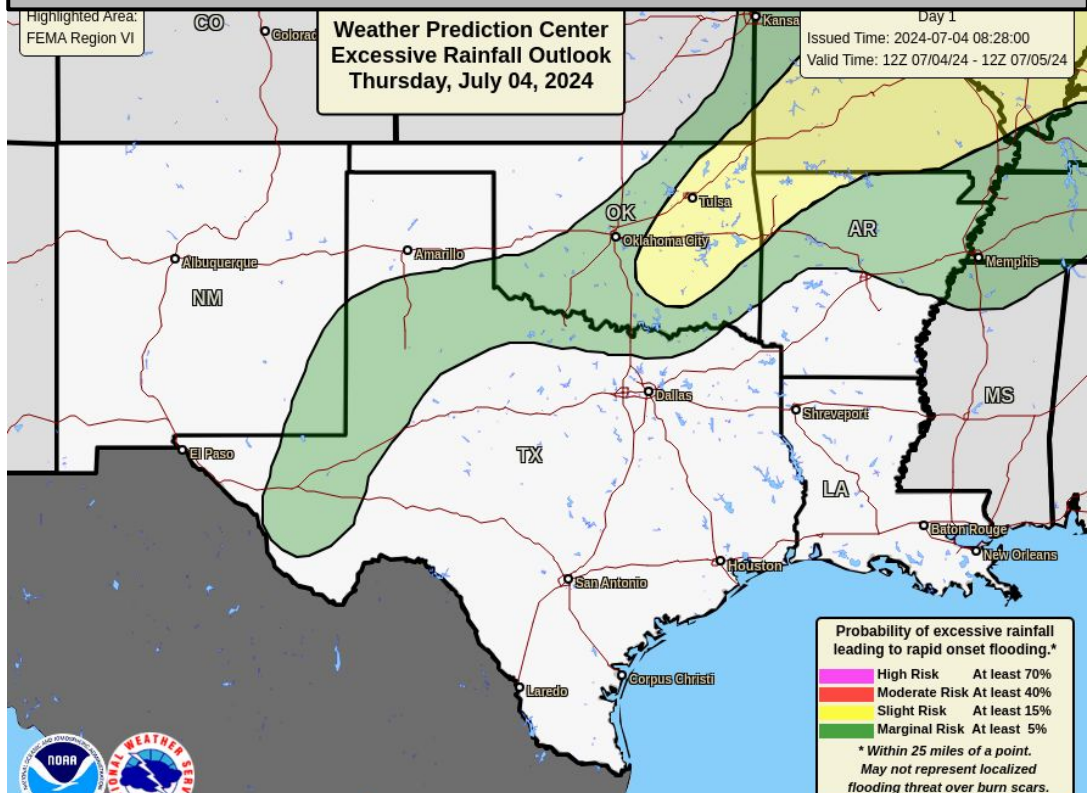 Highlighted Area:
FEMA Region VI
Weather Prediction Center
Excessive Rainfall Outlook
Thursday, July 04, 2024
Day 1
Issued Time: 2024-07-04 08:28:00
Valid Time: 12Z 07/04/24 - 12Z 07/05/24
CO
Kansa
Colorad
Tulsa
OK
Oklahoma City
AR
Amarillo
Albuquerque
Memphis
NM
Dallas
MS
Shreveport
El Paso
TX
LA
Baton Rouge
New Orleans
Houston
San Antonio
Corpus Christi
Laredo
Probability of excessive rainfall
leading to rapid onset flooding.*
High Risk At least 70%
Moderate Risk At least 40%
Slight Risk At least 15%
Marginal Risk At least 5%
* Within 25 miles of a point.
May not represent localized
flooding threat over burn scars.
NOAA
WEATHER